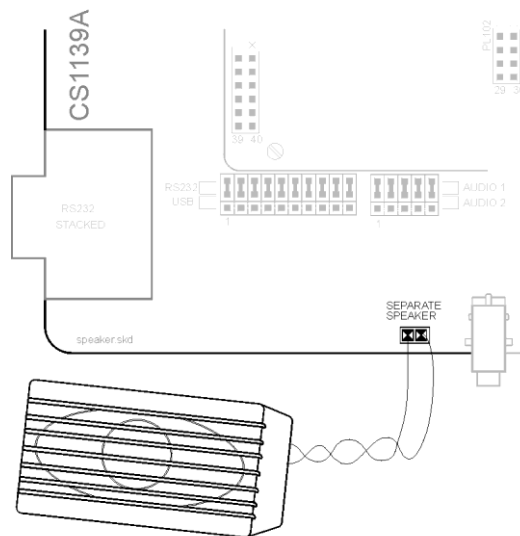 CS1139A
X
39 40
PL102
29
RS232
USB
1
AUDIO 1
AUDIO 2
1
RS232
STACKED
SEPARATE
SPEAKER
speaker.skd